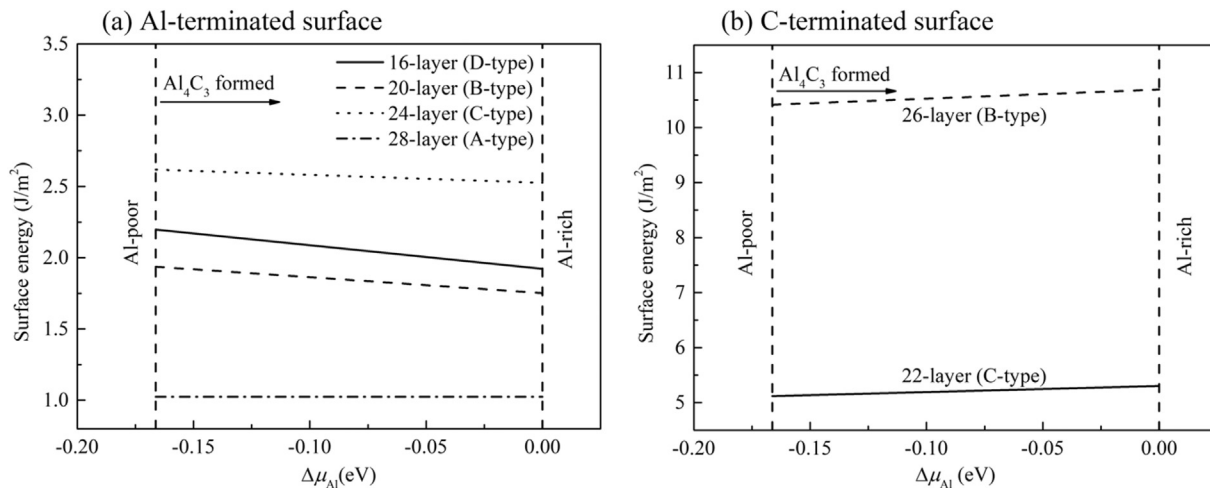 (a) Al-terminated surface
3.5
3.0
2.5
2.0
1.5
1.0
Surface energy (J/m²)
Al₄C₃ formed
16-layer (D-type)
20-layer (B-type)
24-layer (C-type)
28-layer (A-type)
Al-poor
Al-rich
-0.20
-0.15
-0.10
-0.05
0.00
Δμ_Al(eV)
(b) C-terminated surface
11
10
9
8
7
6
5
Surface energy (J/m²)
Al₄C₃ formed
26-layer (B-type)
Al-poor
Al-rich
22-layer (C-type)
-0.20
-0.15
-0.10
-0.05
0.00
Δμ_Al(eV)